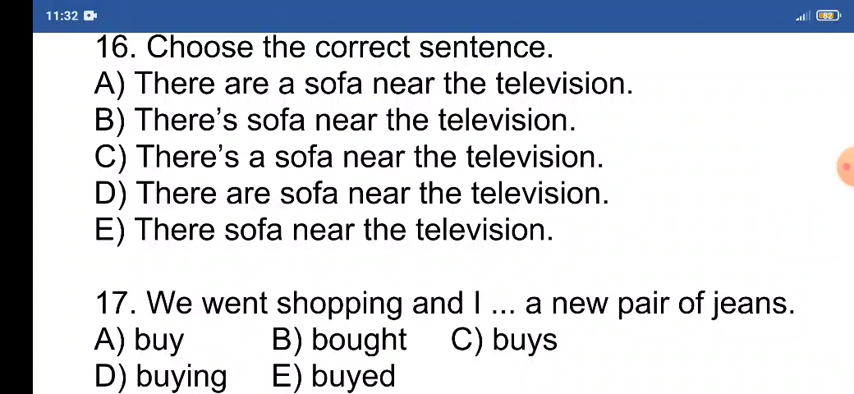 11:32
82
16. Choose the correct sentence.
A) There are a sofa near the television.
B) There's sofa near the television.
C) There's a sofa near the television.
D) There are sofa near the television.
E) There sofa near the television.
17. We went shopping and I ... a new pair of jeans.
A) buy B) bought C) buys
D) buying E) buyed